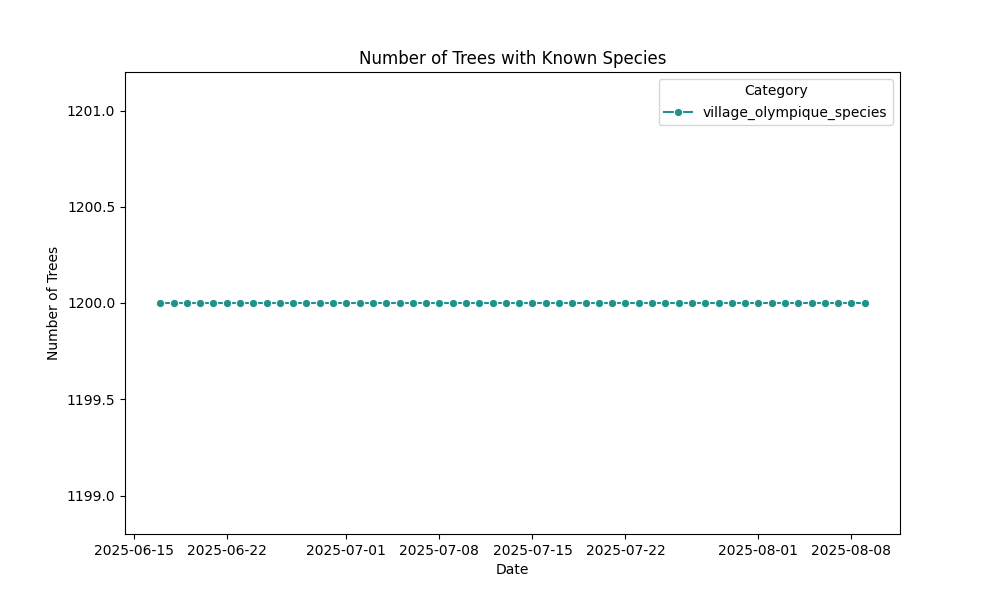 Number of Trees with Known Species
Category
village_olympique_species
1201.0
1200.5
1200.0
1199.5
1199.0
Number of Trees
2025-06-15
2025-06-22
2025-07-01
2025-07-08
2025-07-15
2025-07-22
2025-08-01
2025-08-08
Date